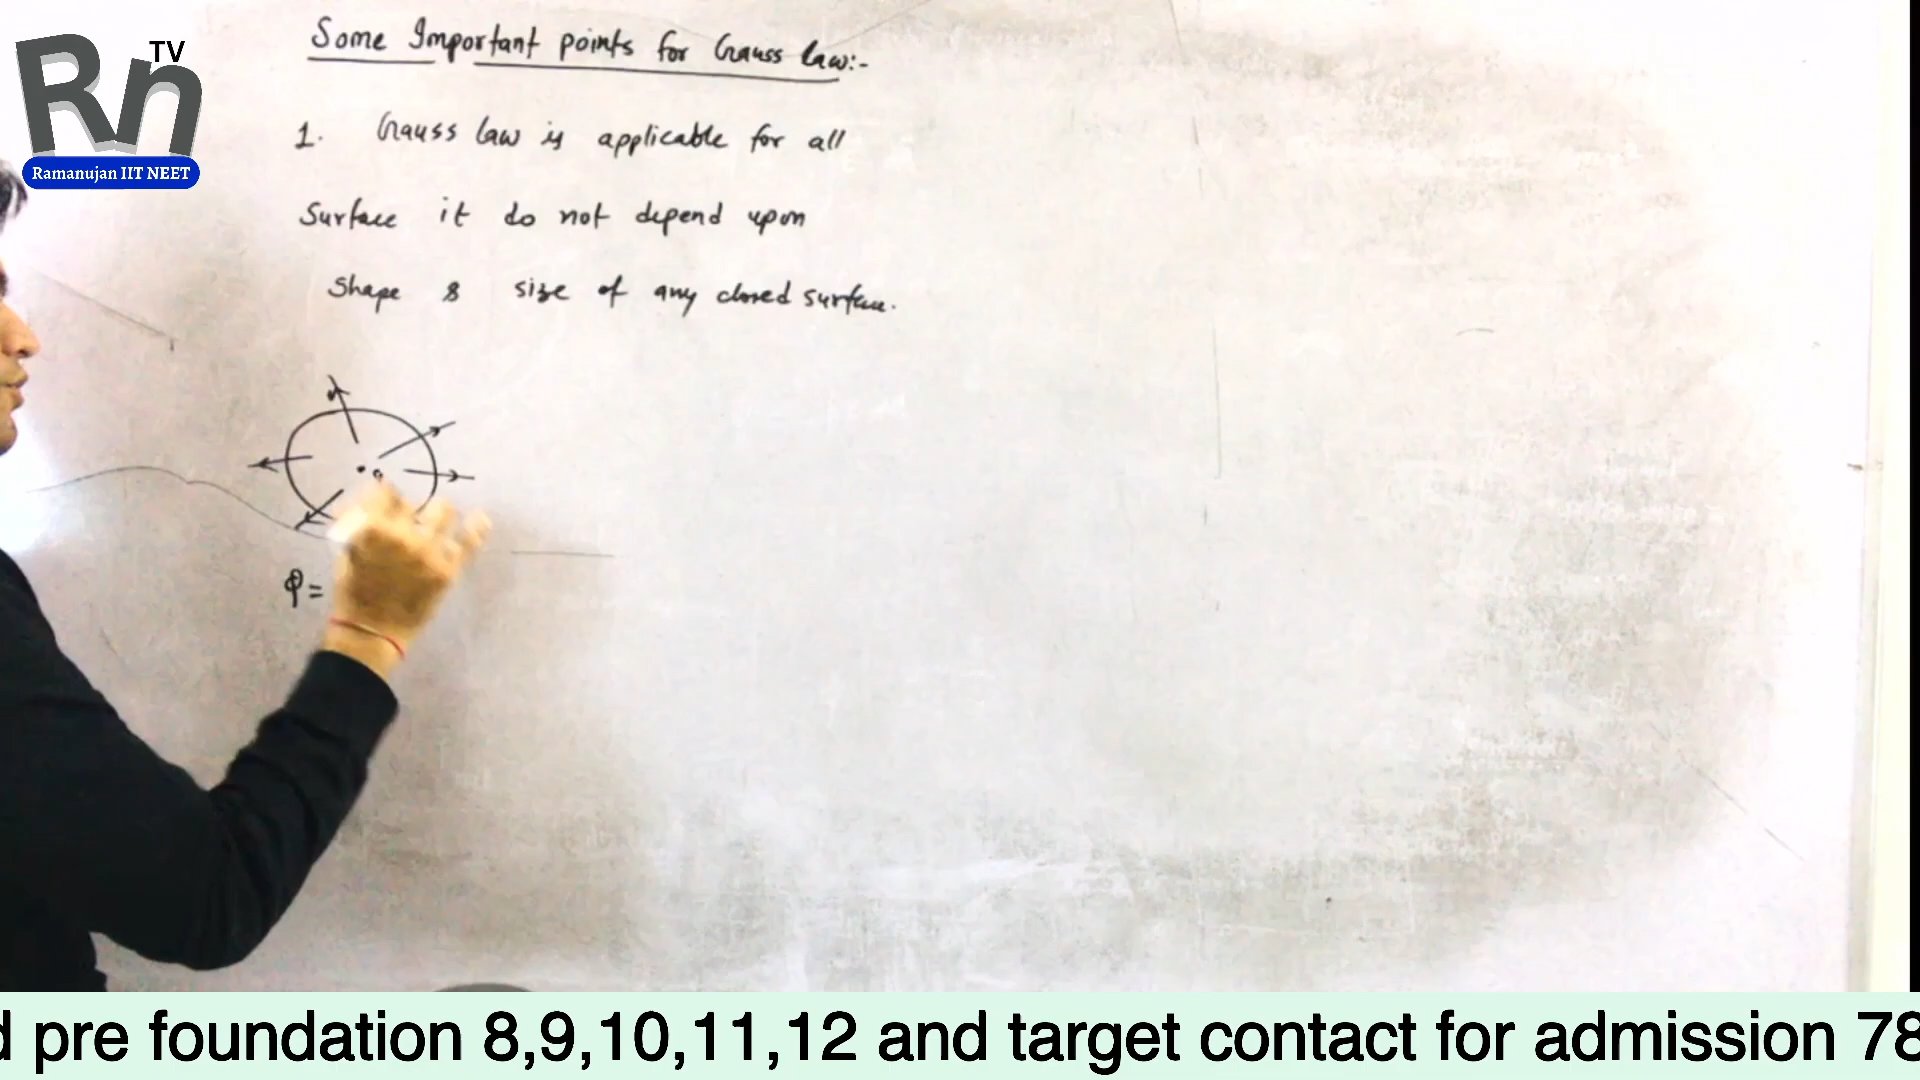 Rn TV
Ramanujan IIT NEET
Some Important points for Gauss law:-
1. Gauss law is applicable for all
Surface it do not depend upon
Shape & size of any closed surface.
φ=
d pre foundation 8,9,10,11,12 and target contact for admission 78